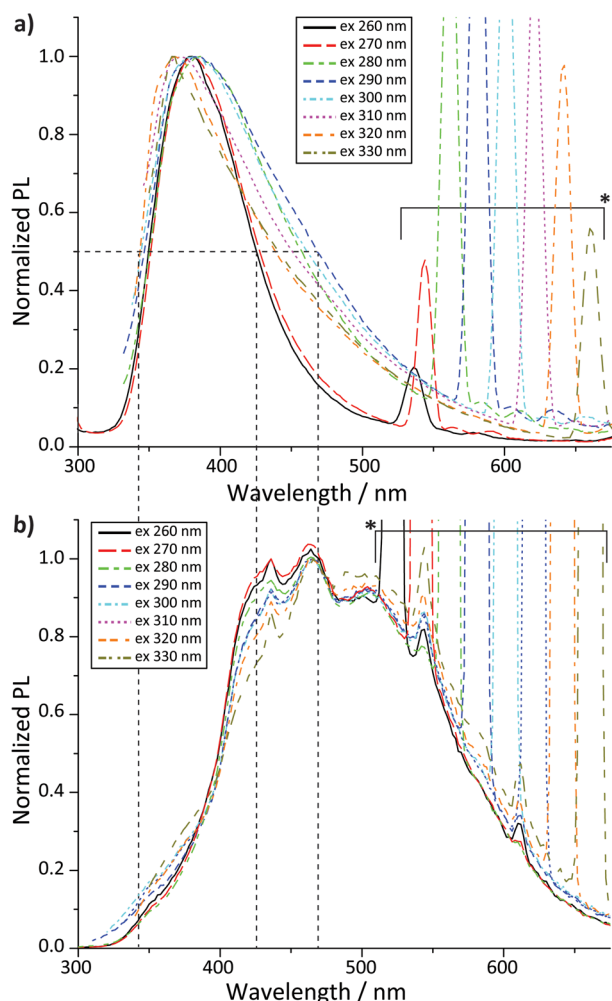 a)
ex 260 nm
ex 270 nm
ex 280 nm
ex 290 nm
ex 300 nm
ex 310 nm
ex 320 nm
ex 330 nm
*
Normalized PL
1.0
0.8
0.6
0.4
0.2
0.0
300 400 500 600
Wavelength / nm
b)
ex 260 nm
ex 270 nm
ex 280 nm
ex 290 nm
ex 300 nm
ex 310 nm
ex 320 nm
ex 330 nm
*
Normalized PL
1.0
0.8
0.6
0.4
0.2
0.0
300 400 500 600
Wavelength / nm